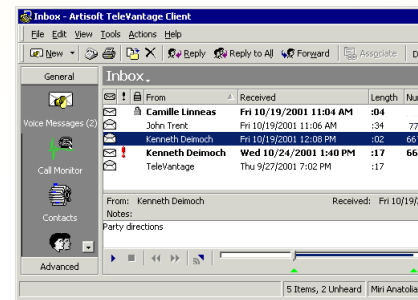 Inbox - Artisoft TeleVantage Client
File Edit View Tools Actions Help
New Reply Reply to All Forward Associate D
General
Inbox.
! From Received Length Nu
Camille Linneas Fri 10/19/2001 11:04 AM :04
John Trent Fri 10/19/2001 11:06 AM :34 77
Kenneth Deimoch Fri 10/19/2001 12:08 PM :02 66
! Kenneth Deimoch Wed 10/24/2001 1:40 PM :17 66
TeleVantage Thu 9/27/2001 7:02 PM :17
Voice Messages (2)
Call Monitor
Contacts
Advanced
From: Kenneth Deimoch Received: Fri 10/19/
Notes:
Party directions
5 Items, 2 Unheard Miri Anatolia